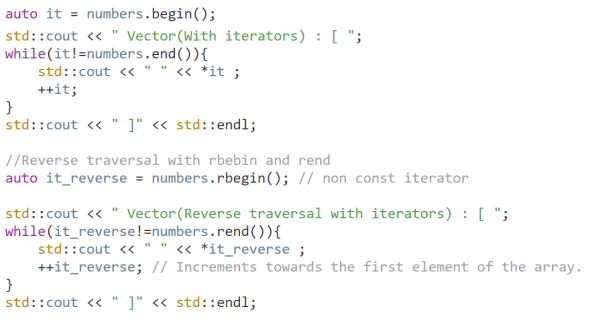 auto it = numbers.begin();
std::cout << " Vector(With iterators) : [ ";
while(it!=numbers.end()){
    std::cout << " " << *it ;
    ++it;
}
std::cout << " ]" << std::endl;

//Reverse traversal with rbebin and rend
auto it_reverse = numbers.rbegin(); // non const iterator

std::cout << " Vector(Reverse traversal with iterators) : [ ";
while(it_reverse!=numbers.rend()){
    std::cout << " " << *it_reverse ;
    ++it_reverse; // Increments towards the first element of the array.
}
std::cout << " ]" << std::endl;